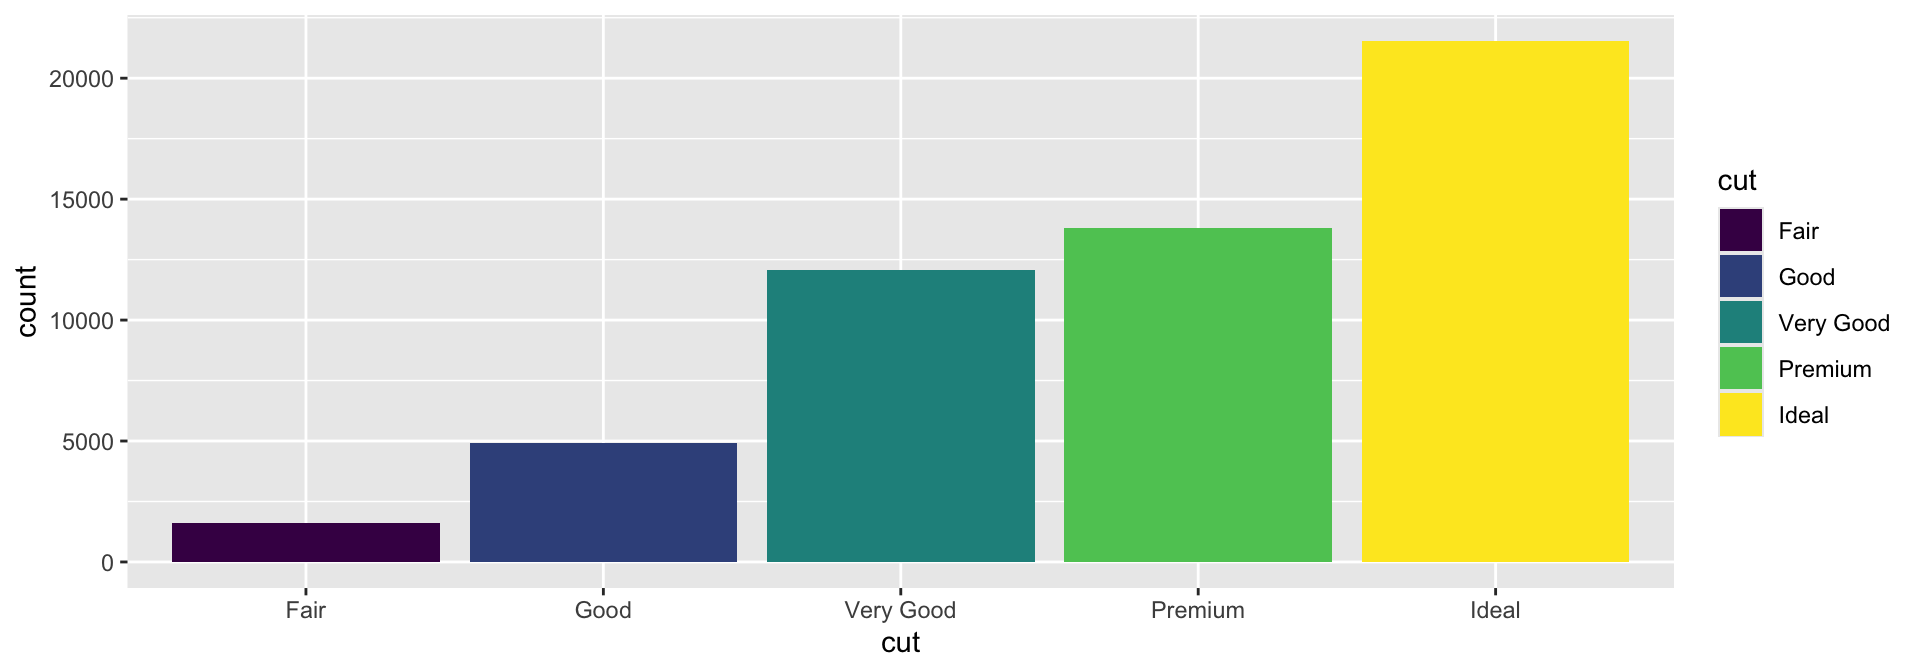 count
20000
15000
10000
5000
0
Fair
Good
Very Good
Premium
Ideal
cut
cut
Fair
Good
Very Good
Premium
Ideal